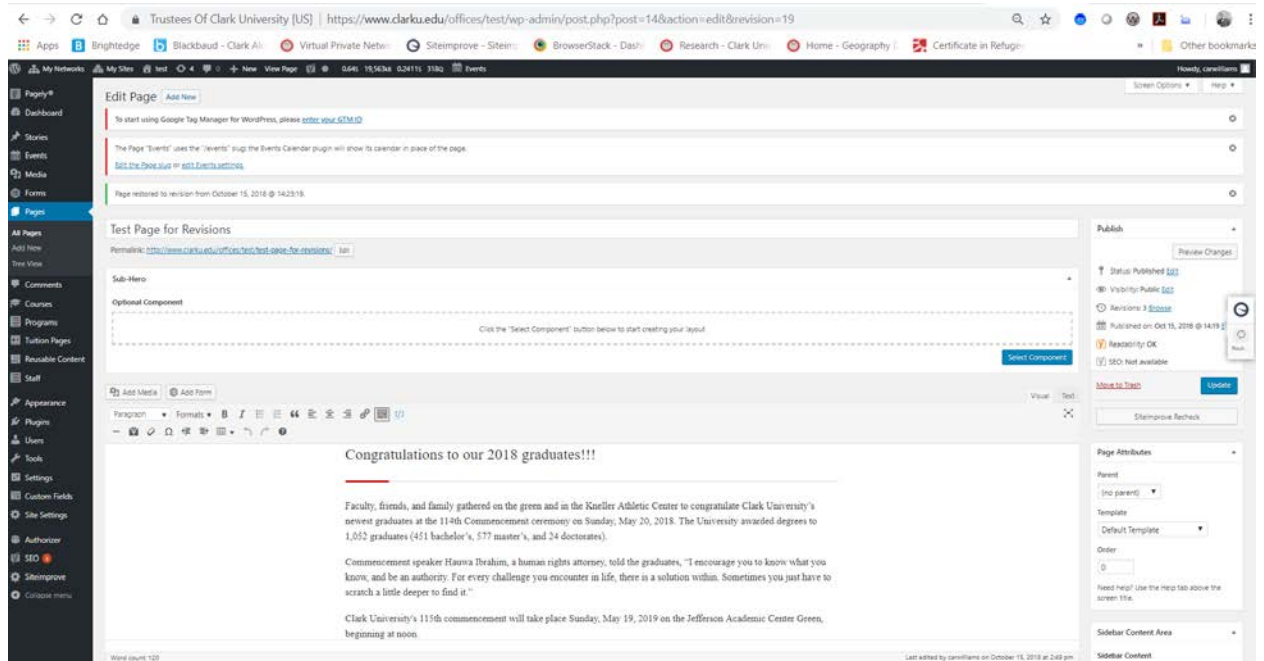 Trustees Of Clark University [US] | https://www.clarku.edu/offices/test/wp-admin/post.php?post=14&action=edit&revision=19
Apps Brightedge Blackbaud - Clark Virtual Private Netw Siteimprove - Siteim BrowserStack - Dash Research - Clark Uni Home - Geography Certificate in Refuge » Other bookmarks
My Networks My Sites test 4 0 + New View Page Events Howdy, carwilliams
Screen Options Help
Pagely®
Dashboard
Stories
Events
Media
Forms
Pages
All Pages
Add New
Tree View
Comments
Courses
Programs
Tuition Pages
Reusable Content
Staff
Appearance
Plugins
Users
Tools
Settings
Custom Fields
Site Settings
Authorizer
SEO
Siteimprove
Collapse menu
Edit Page Add New
To start using Google Tag Manager for WordPress, please enter your GTM ID
The Page "Events" uses the "/events" slug: the Events Calendar plugin will show its calendar in place of the page.
Edit the Page slug or edit Events settings.
Page restored to revision from October 15, 2018 @ 14:23:19.
Test Page for Revisions
Permalink: http://www.clarku.edu/offices/test/test-page-for-revisions/ Edit
Sub-Hero
Optional Component
Click the "Select Component" button below to start creating your layout
Select Component
Add Media Add Form
Visual Text
Paragraph Formats B I
Congratulations to our 2018 graduates!!!
Faculty, friends, and family gathered on the green and in the Kneller Athletic Center to congratulate Clark University's
newest graduates at the 114th Commencement ceremony on Sunday, May 20, 2018. The University awarded degrees to
1,052 graduates (451 bachelor's, 577 master's, and 24 doctorates).
Commencement speaker Hauwa Ibrahim, a human rights attorney, told the graduates, "I encourage you to know what you
know, and be an authority. For every challenge you encounter in life, there is a solution within. Sometimes you just have to
scratch a little deeper to find it."
Clark University's 115th commencement will take place Sunday, May 19, 2019 on the Jefferson Academic Center Green,
beginning at noon.
Word count: 120
Last edited by carwilliams on October 15, 2018 at 2:49 pm
Publish
Preview Changes
Status: Published Edit
Visibility: Public Edit
Revisions: 3 Browse
Published on: Oct 15, 2018 @ 14:19
Readability: OK
SEO: Not available
Move to Trash Update
Siteimprove Recheck
Page Attributes
Parent
(no parent)
Template
Default Template
Order
0
Need help? Use the Help tab above the
screen title.
Sidebar Content Area
Sidebar Content